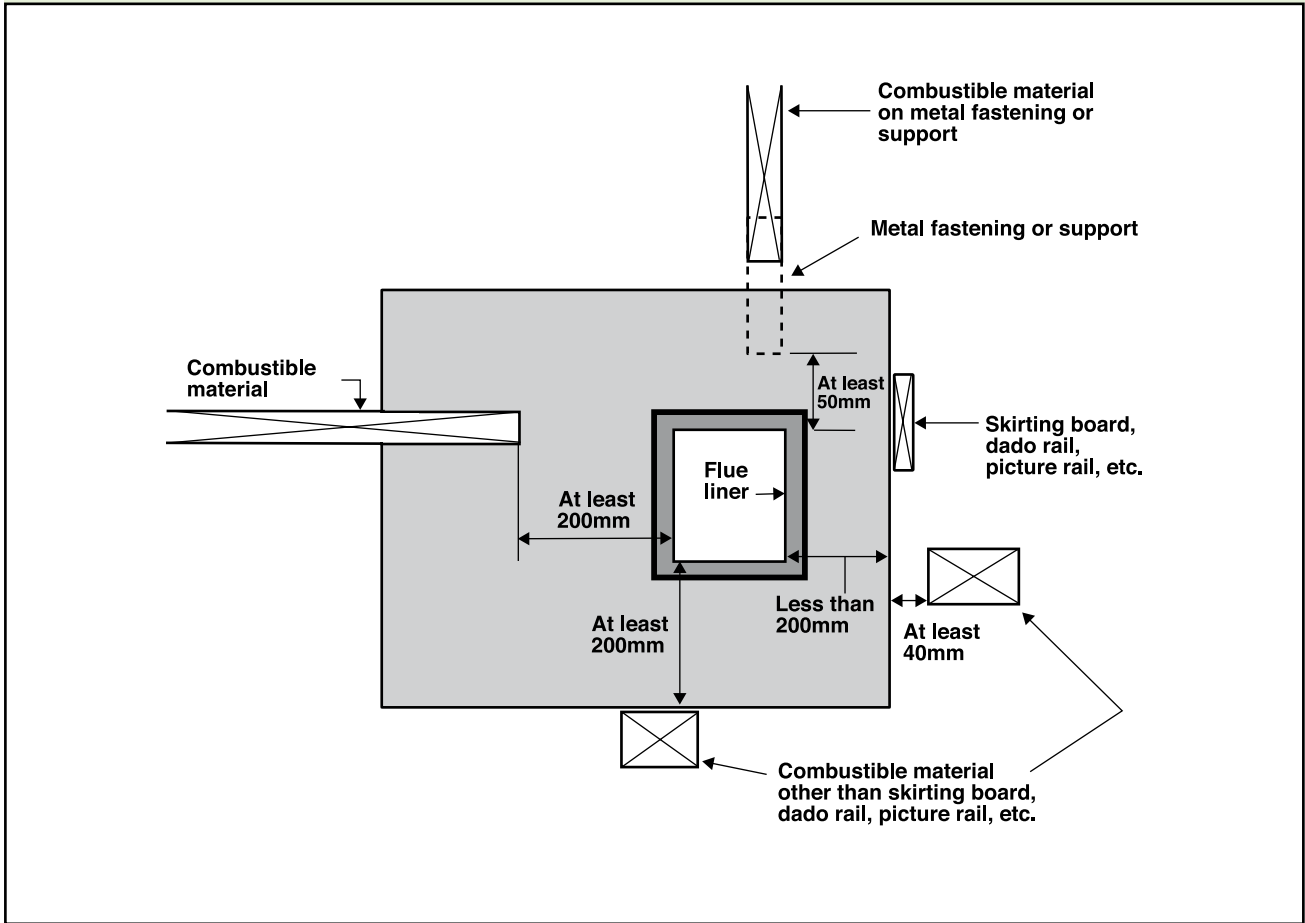 Combustible material
on metal fastening or
support
Metal fastening or support
Combustible
material
At least
50mm
Skirting board,
dado rail,
picture rail, etc.
Flue
liner
At least
200mm
At least
200mm
Less than
200mm
At least
40mm
Combustible material
other than skirting board,
dado rail, picture rail, etc.